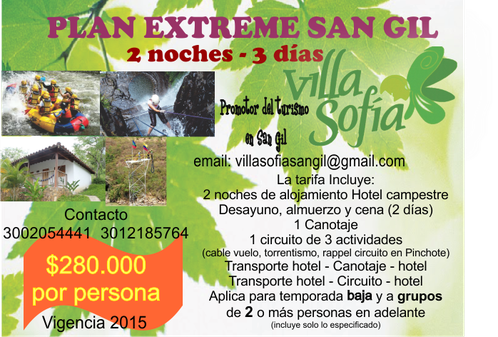 PLAN EXTREME SAN GIL
2 noches - 3 días
Villa
Sofía
Promotor del turismo
en San Gil
email: villasofiasangil@gmail.com
La tarifa Incluye:
2 noches de alojamiento Hotel campestre
Desayuno, almuerzo y cena (2 días)
1 Canotaje
1 circuito de 3 actividades
(cable vuelo, torrentismo, rappel circuito en Pinchote)
Transporte hotel - Canotaje - hotel
Transporte hotel - Circuito - hotel
Aplica para temporada baja y a grupos
de 2 o más personas en adelante
(incluye solo lo especificado)
Contacto
3002054441 3012185764
$280.000
por persona
Vigencia 2015